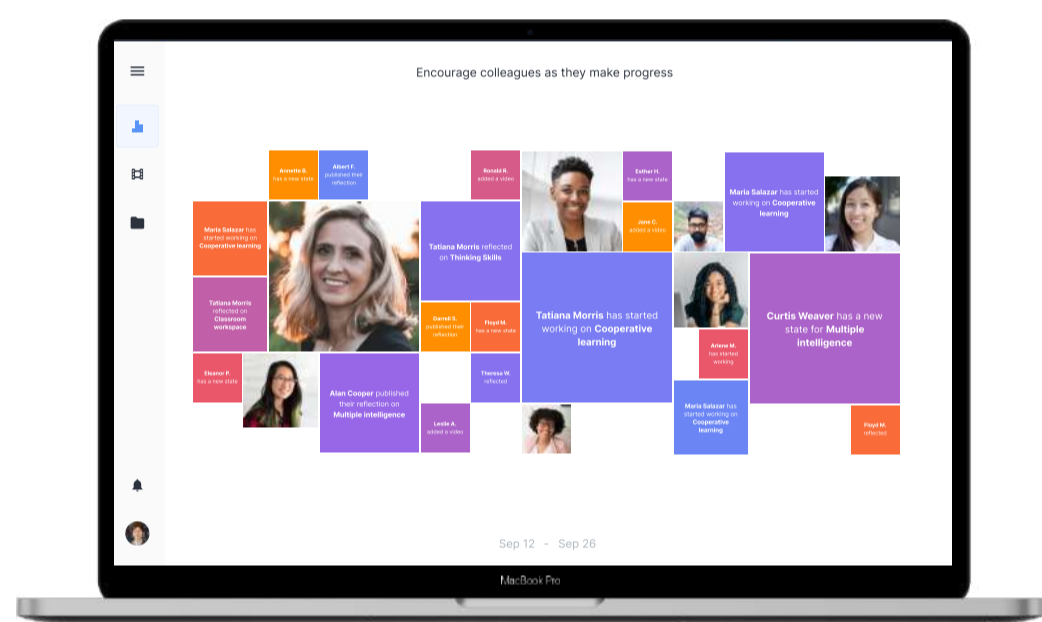 Encourage colleagues as they make progress
Annette B.
has a new state
Albert F.
published their
reflection
Ronald R.
added a video
Esther H.
has a new state
Jane C.
added a video
Maria Salazar has started
working on Cooperative
learning
Maria Salazar has
started working on
Cooperative learning
Tatiana Morris reflected
on Thinking Skills
Tatiana Morris
reflected on
Classroom
workspace
Darrell S.
published their
reflection
Floyd M.
has a new state
Tatiana Morris has started
working on Cooperative
learning
Curtis Weaver has a new
state for Multiple
intelligence
Arlene M.
has started
working
Eleanor P.
has a new state
Alan Cooper published
their reflection on
Multiple intelligence
Theresa W.
reflected
Leslie A.
added a video
Maria Salazar has
started working on
Cooperative
learning
Floyd M.
reflected
Sep 12 - Sep 26
MacBook Pro